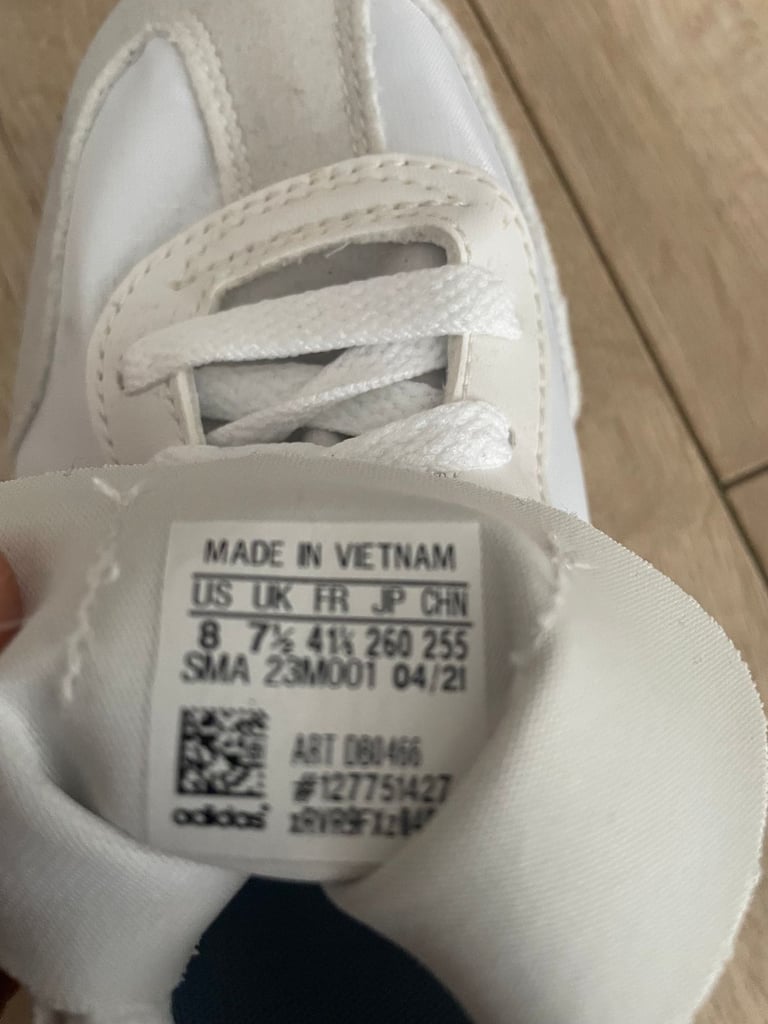 MADE IN VIETNAM
US UK FR JP CHN
8 7½ 41⅓ 260 255
SMA 23M001 04/21
ART DB0466
#127751427
adidas